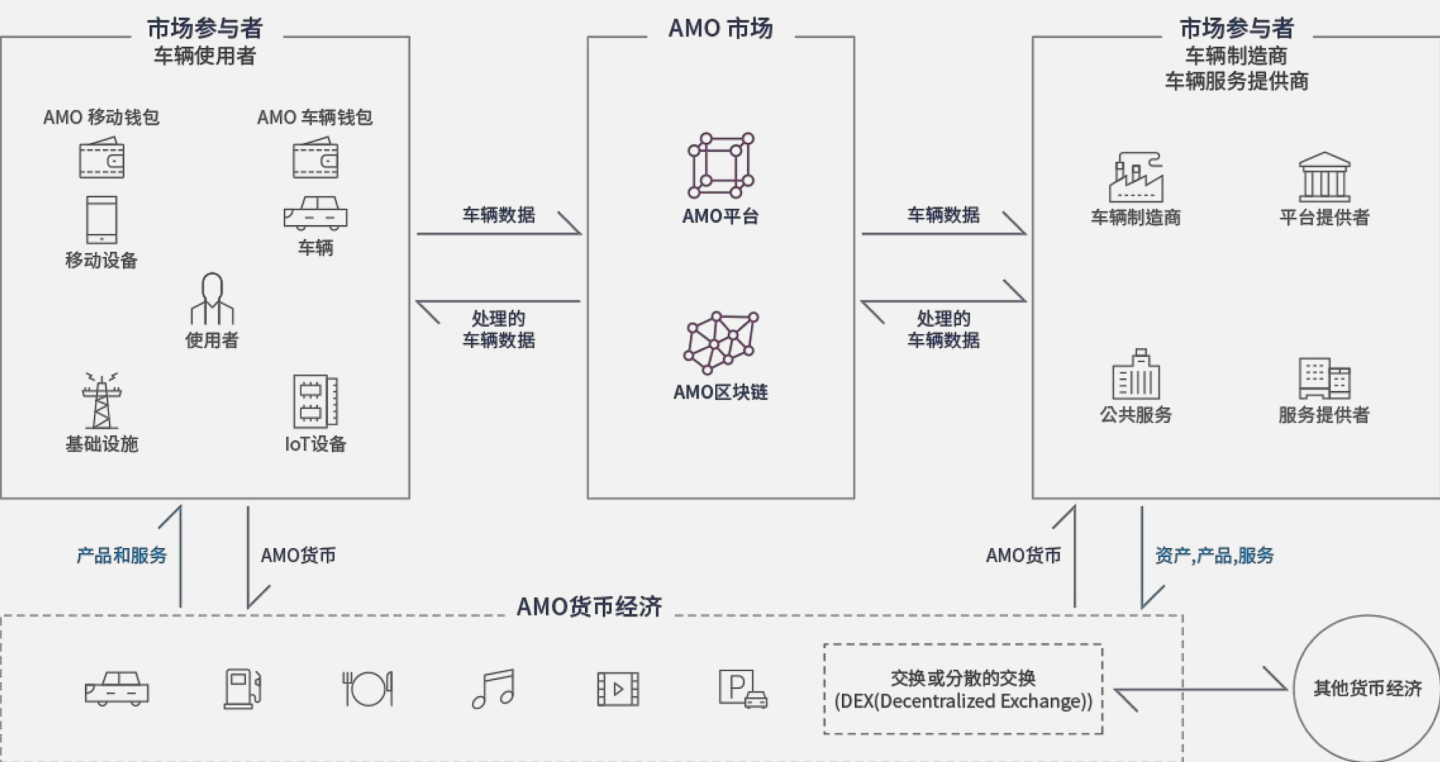 市场参与者
车辆使用者
AMO 移动钱包
AMO 车辆钱包
移动设备
车辆
使用者
基础设施
IoT设备
车辆数据
处理的
车辆数据
AMO 市场
AMO平台
AMO区块链
车辆数据
处理的
车辆数据
市场参与者
车辆制造商
车辆服务提供商
车辆制造商
平台提供者
公共服务
服务提供者
产品和服务
AMO货币
AMO货币
资产,产品,服务
AMO货币经济
P
交换或分散的交换
(DEX(Decentralized Exchange))
其他货币经济